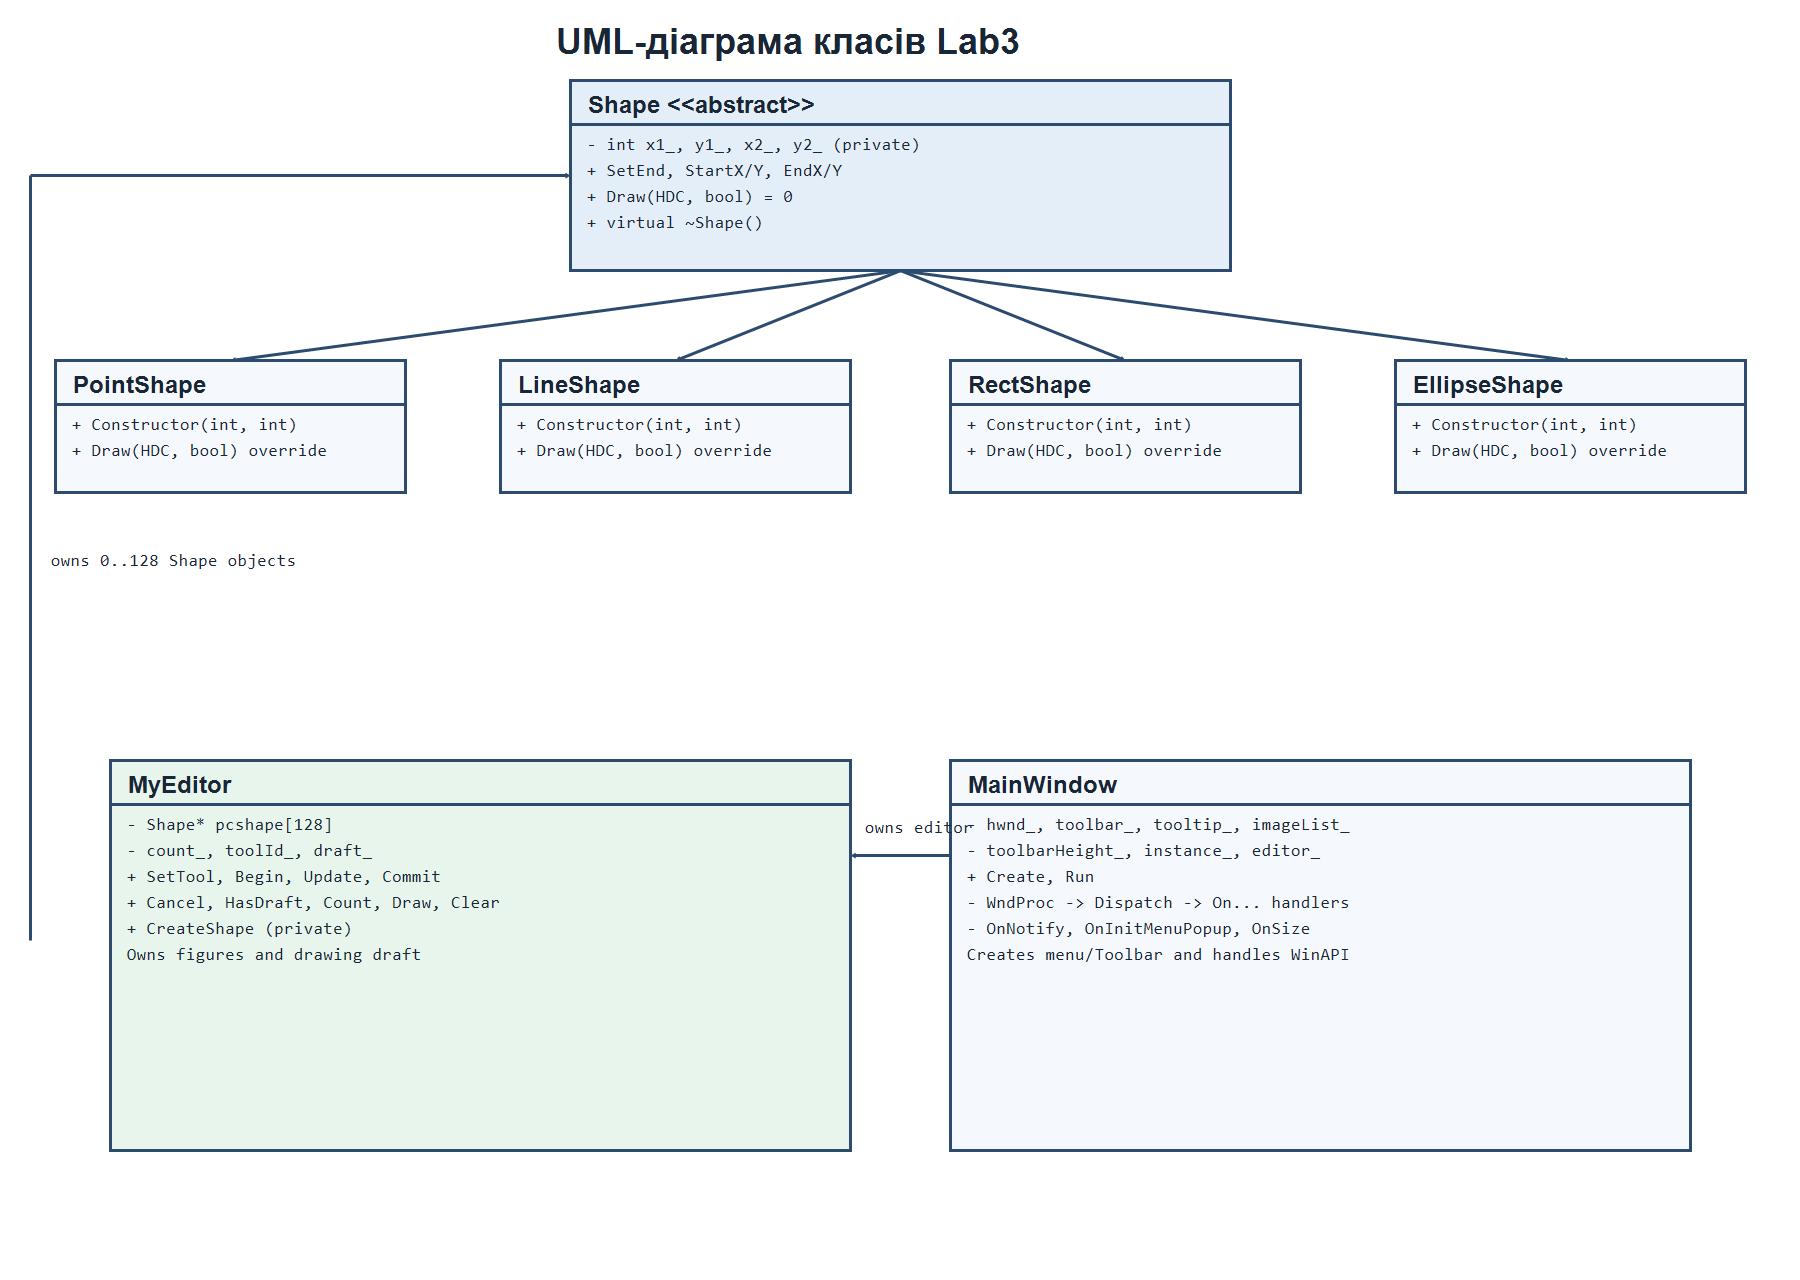 UML-діаграма класів Lab3
Shape <<abstract>>
- int x1_, y1_, x2_, y2_ (private)
+ SetEnd, StartX/Y, EndX/Y
+ Draw(HDC, bool) = 0
+ virtual ~Shape()
PointShape
+ Constructor(int, int)
+ Draw(HDC, bool) override
LineShape
+ Constructor(int, int)
+ Draw(HDC, bool) override
RectShape
+ Constructor(int, int)
+ Draw(HDC, bool) override
EllipseShape
+ Constructor(int, int)
+ Draw(HDC, bool) override
owns 0..128 Shape objects
MyEditor
- Shape* pcshape[128]
- count_, toolId_, draft_
+ SetTool, Begin, Update, Commit
+ Cancel, HasDraft, Count, Draw, Clear
+ CreateShape (private)
Owns figures and drawing draft
owns editor
MainWindow
- hwnd_, toolbar_, tooltip_, imageList_
- toolbarHeight_, instance_, editor_
+ Create, Run
- WndProc -> Dispatch -> On... handlers
- OnNotify, OnInitMenuPopup, OnSize
Creates menu/Toolbar and handles WinAPI